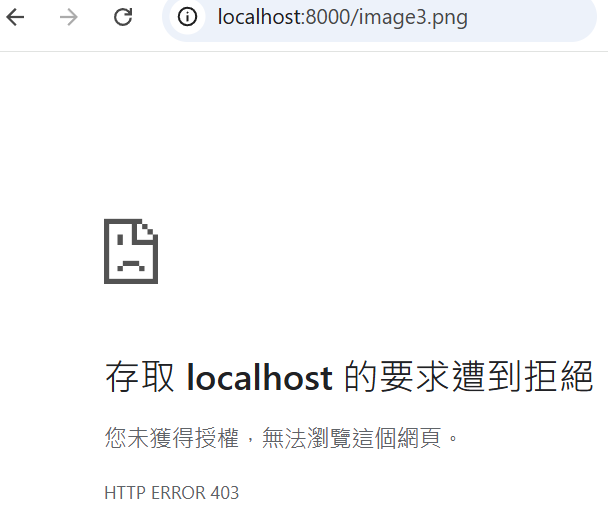 localhost:8000/image3.png
存取 localhost 的要求遭到拒絕
您未獲得授權，無法瀏覽這個網頁。
HTTP ERROR 403